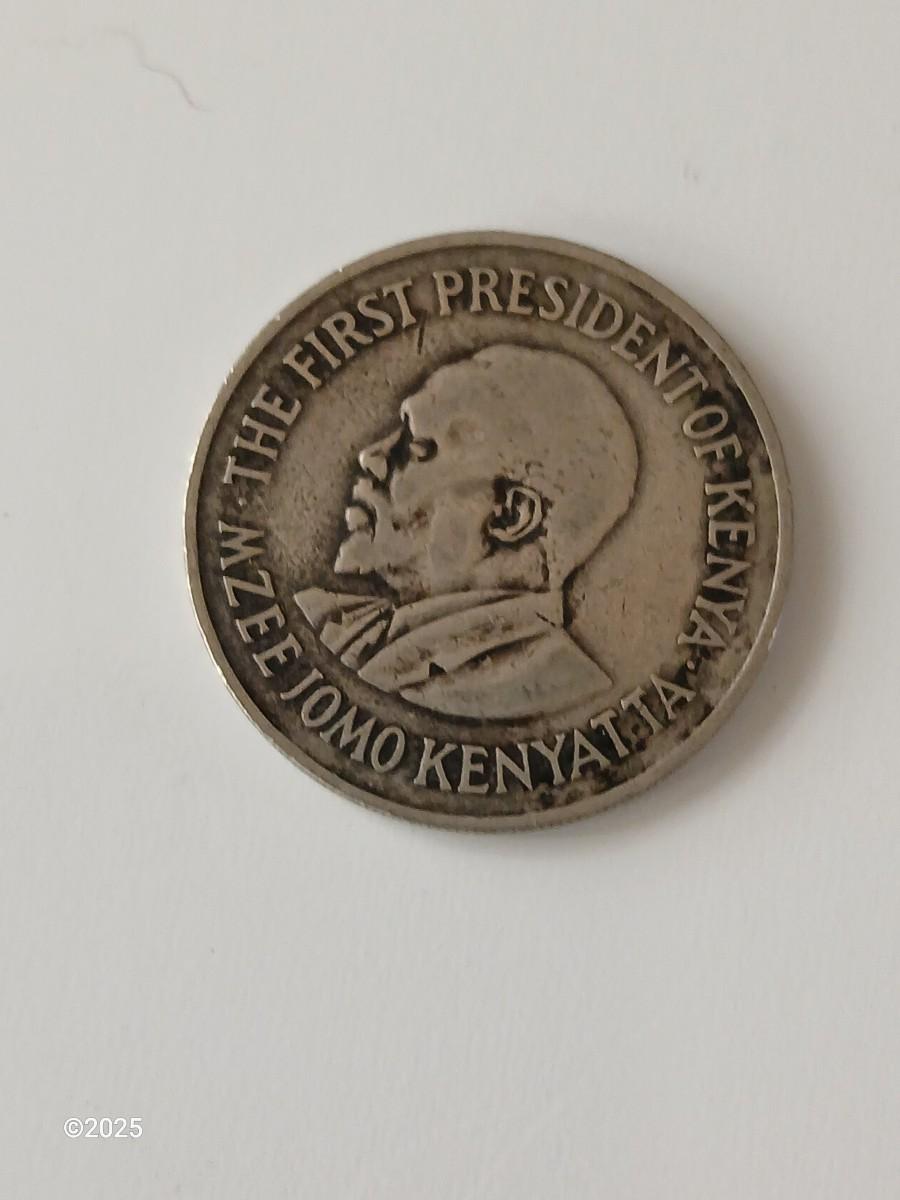 THE FIRST PRESIDENT OF KENYA
MZEE JOMO KENYATTA
©2025